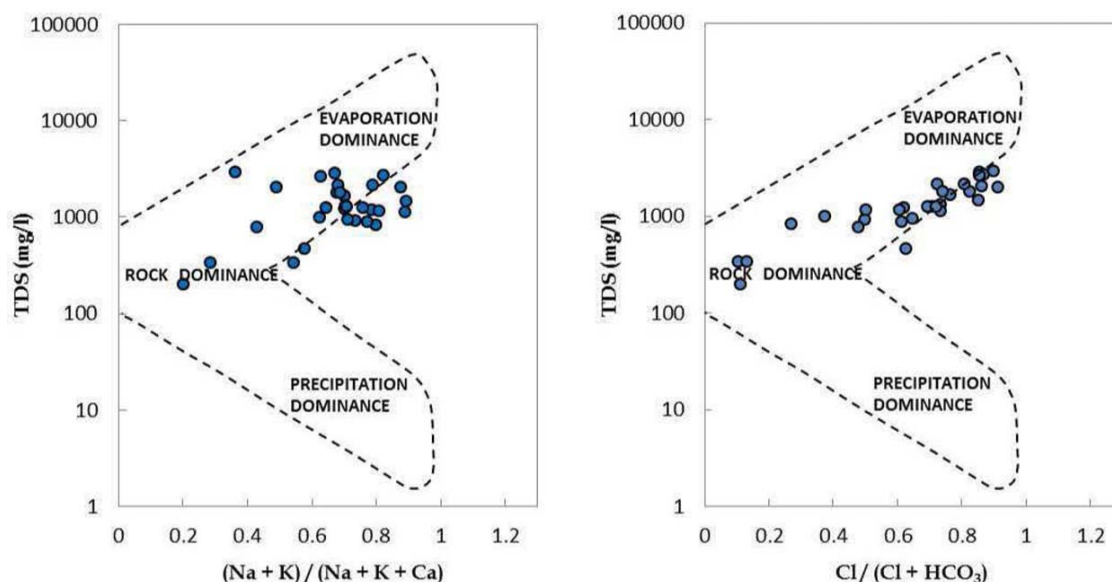 100000
10000
1000
100
10
1
TDS (mg/l)
EVAPORATION
DOMINANCE
ROCK DOMINANCE
PRECIPITATION
DOMINANCE
0 0.2 0.4 0.6 0.8 1 1.2
(Na + K) / (Na + K + Ca)
100000
10000
1000
100
10
1
TDS (mg/l)
EVAPORATION
DOMINANCE
ROCK DOMINANCE
PRECIPITATION
DOMINANCE
0 0.2 0.4 0.6 0.8 1 1.2
Cl / (Cl + HCO₃)